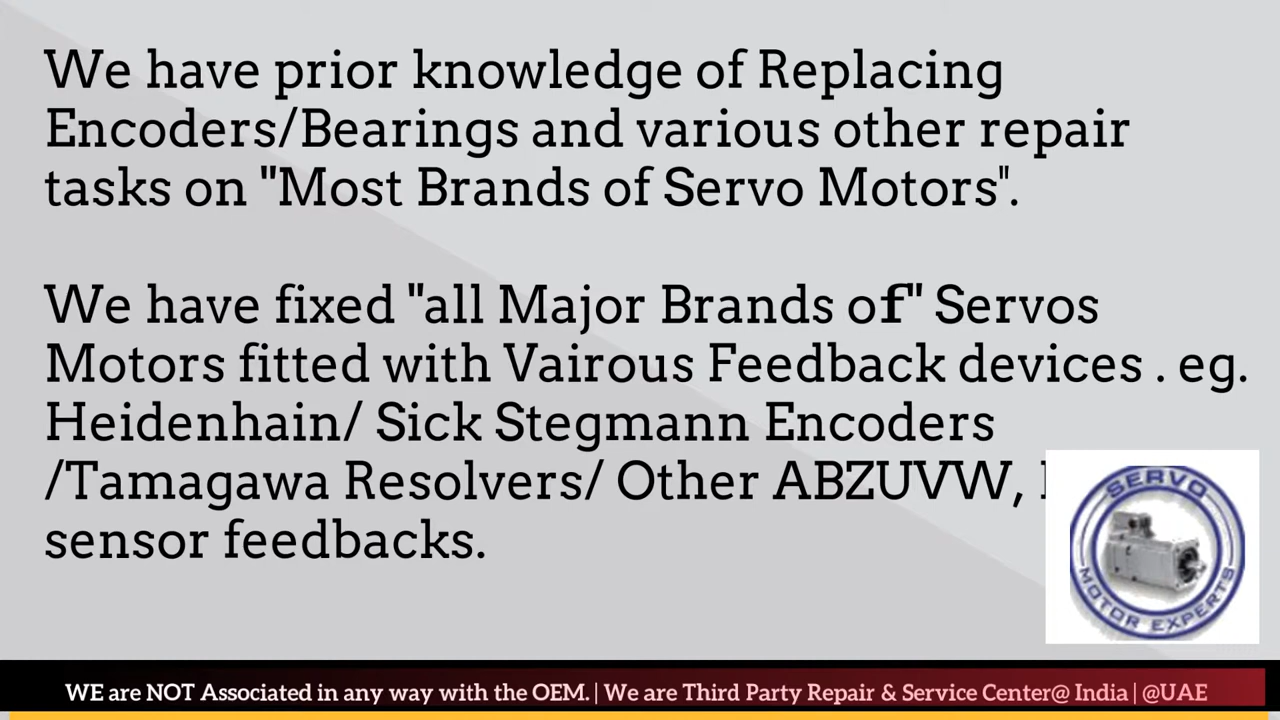 We have prior knowledge of Replacing
Encoders/Bearings and various other repair
tasks on "Most Brands of Servo Motors".
We have fixed "all Major Brands of" Servos
Motors fitted with Vairous Feedback devices . eg.
Heidenhain/ Sick Stegmann Encoders
/Tamagawa Resolvers/ Other ABZUVW,
sensor feedbacks.
SERVO
MOTOR EXPERTS
WE are NOT Associated in any way with the OEM. | We are Third Party Repair & Service Center@ India | @UAE